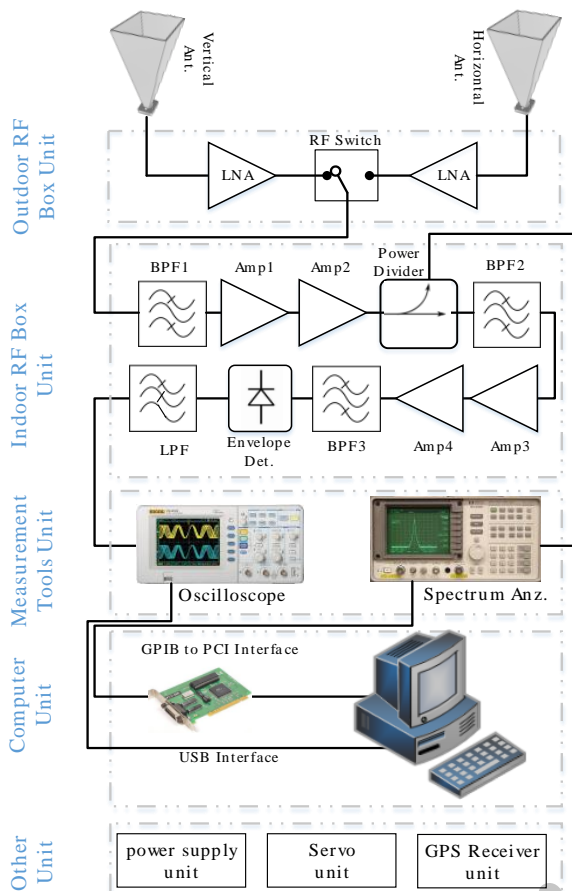 Vertical
Ant.
Horizontal
Ant.
Outdoor RF
Box Unit
RF Switch
LNA
LNA
Indoor RF Box
Unit
BPF1
Amp1
Amp2
Power
Divider
BPF2
LPF
Envelope
Det.
BPF3
Amp4
Amp3
Measurement
Tools Unit
Oscilloscope
Spectrum Anz.
Computer
Unit
GPIB to PCI Interface
USB Interface
Other
Unit
power supply
unit
Servo
unit
GPS Receiver
unit